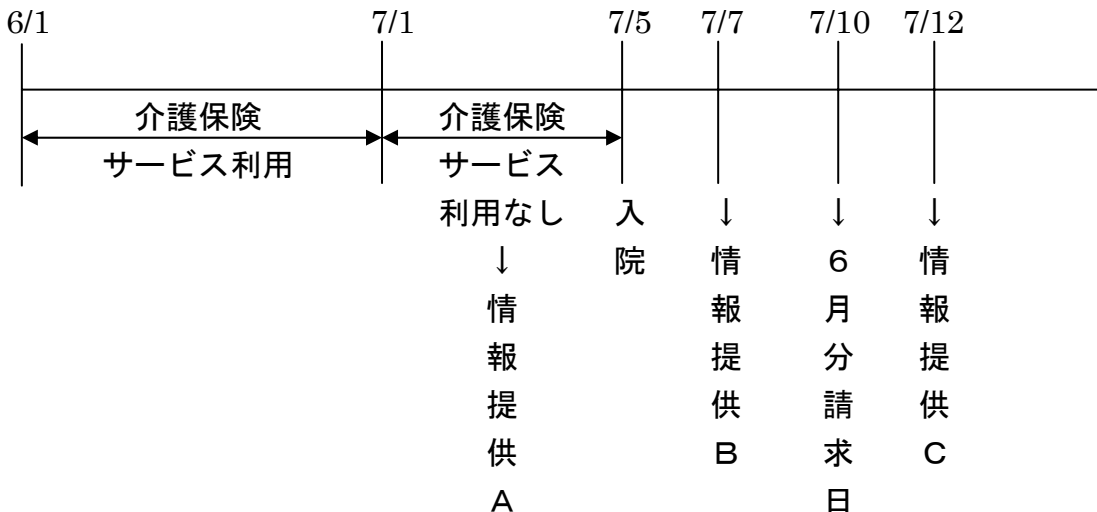 6/1
7/1
7/5
7/7
7/10
7/12
介護保険
サービス利用
介護保険
サービス
利用なし
↓
情報提供A
入院
↓
情報提供B
↓
6月分請求日
↓
情報提供C